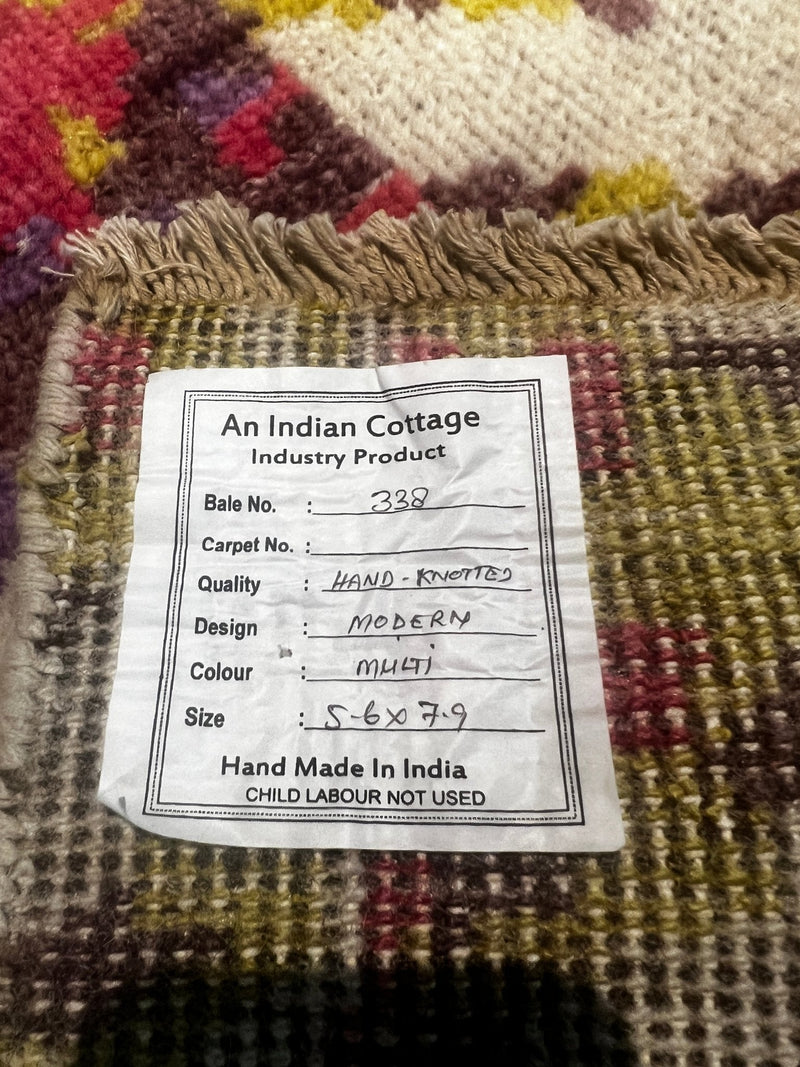 An Indian Cottage
Industry Product
Bale No. : 338
Carpet No. :
Quality : HAND-KNOTTED
Design : MODERN
Colour : MULTI
Size : 5-6x7.9
Hand Made In India
CHILD LABOUR NOT USED